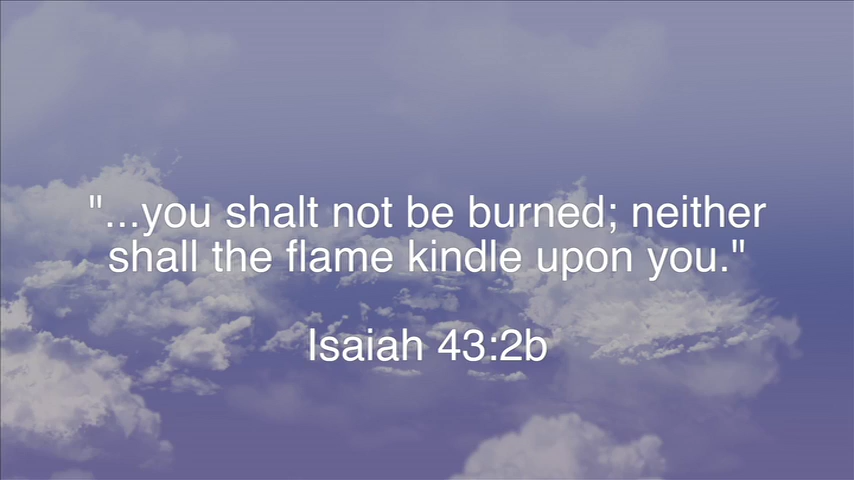 "...you shalt not be burned; neither
shall the flame kindle upon you."
Isaiah 43:2b